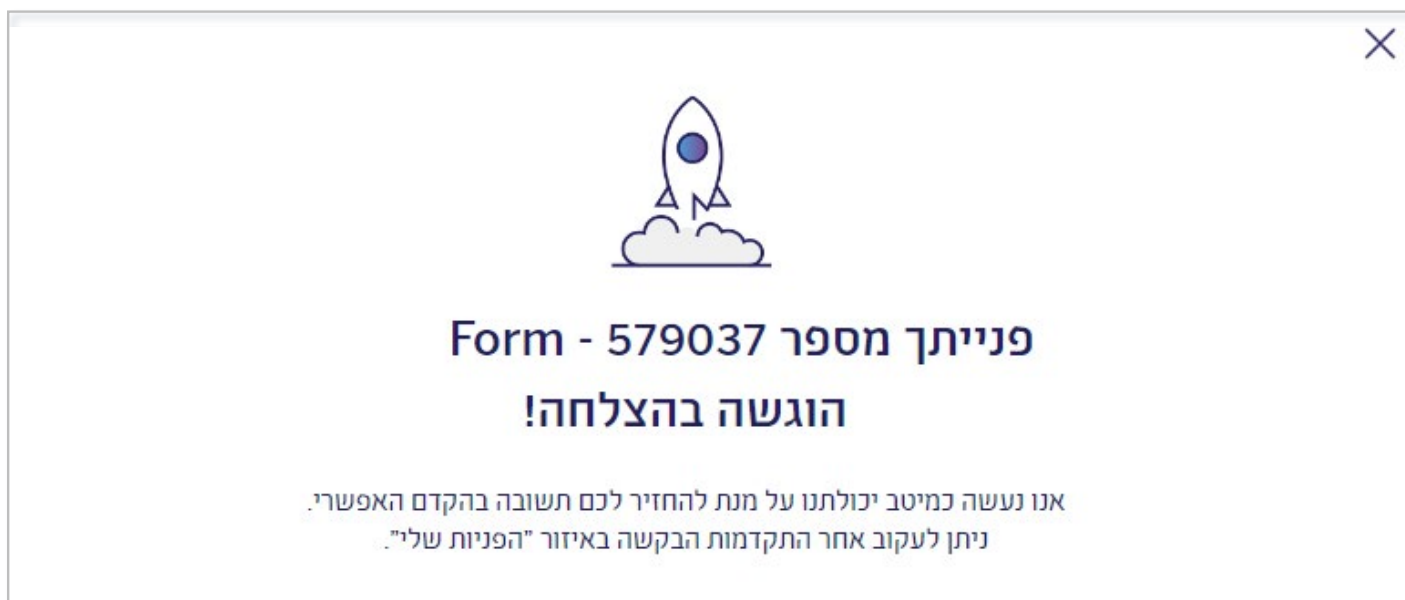 פנייתך מספר Form - 579037
הוגשה בהצלחה!
אנו נעשה כמיטב יכולתנו על מנת להחזיר לכם תשובה בהקדם האפשרי.
ניתן לעקוב אחר התקדמות הבקשה באיזור "הפניות שלי".